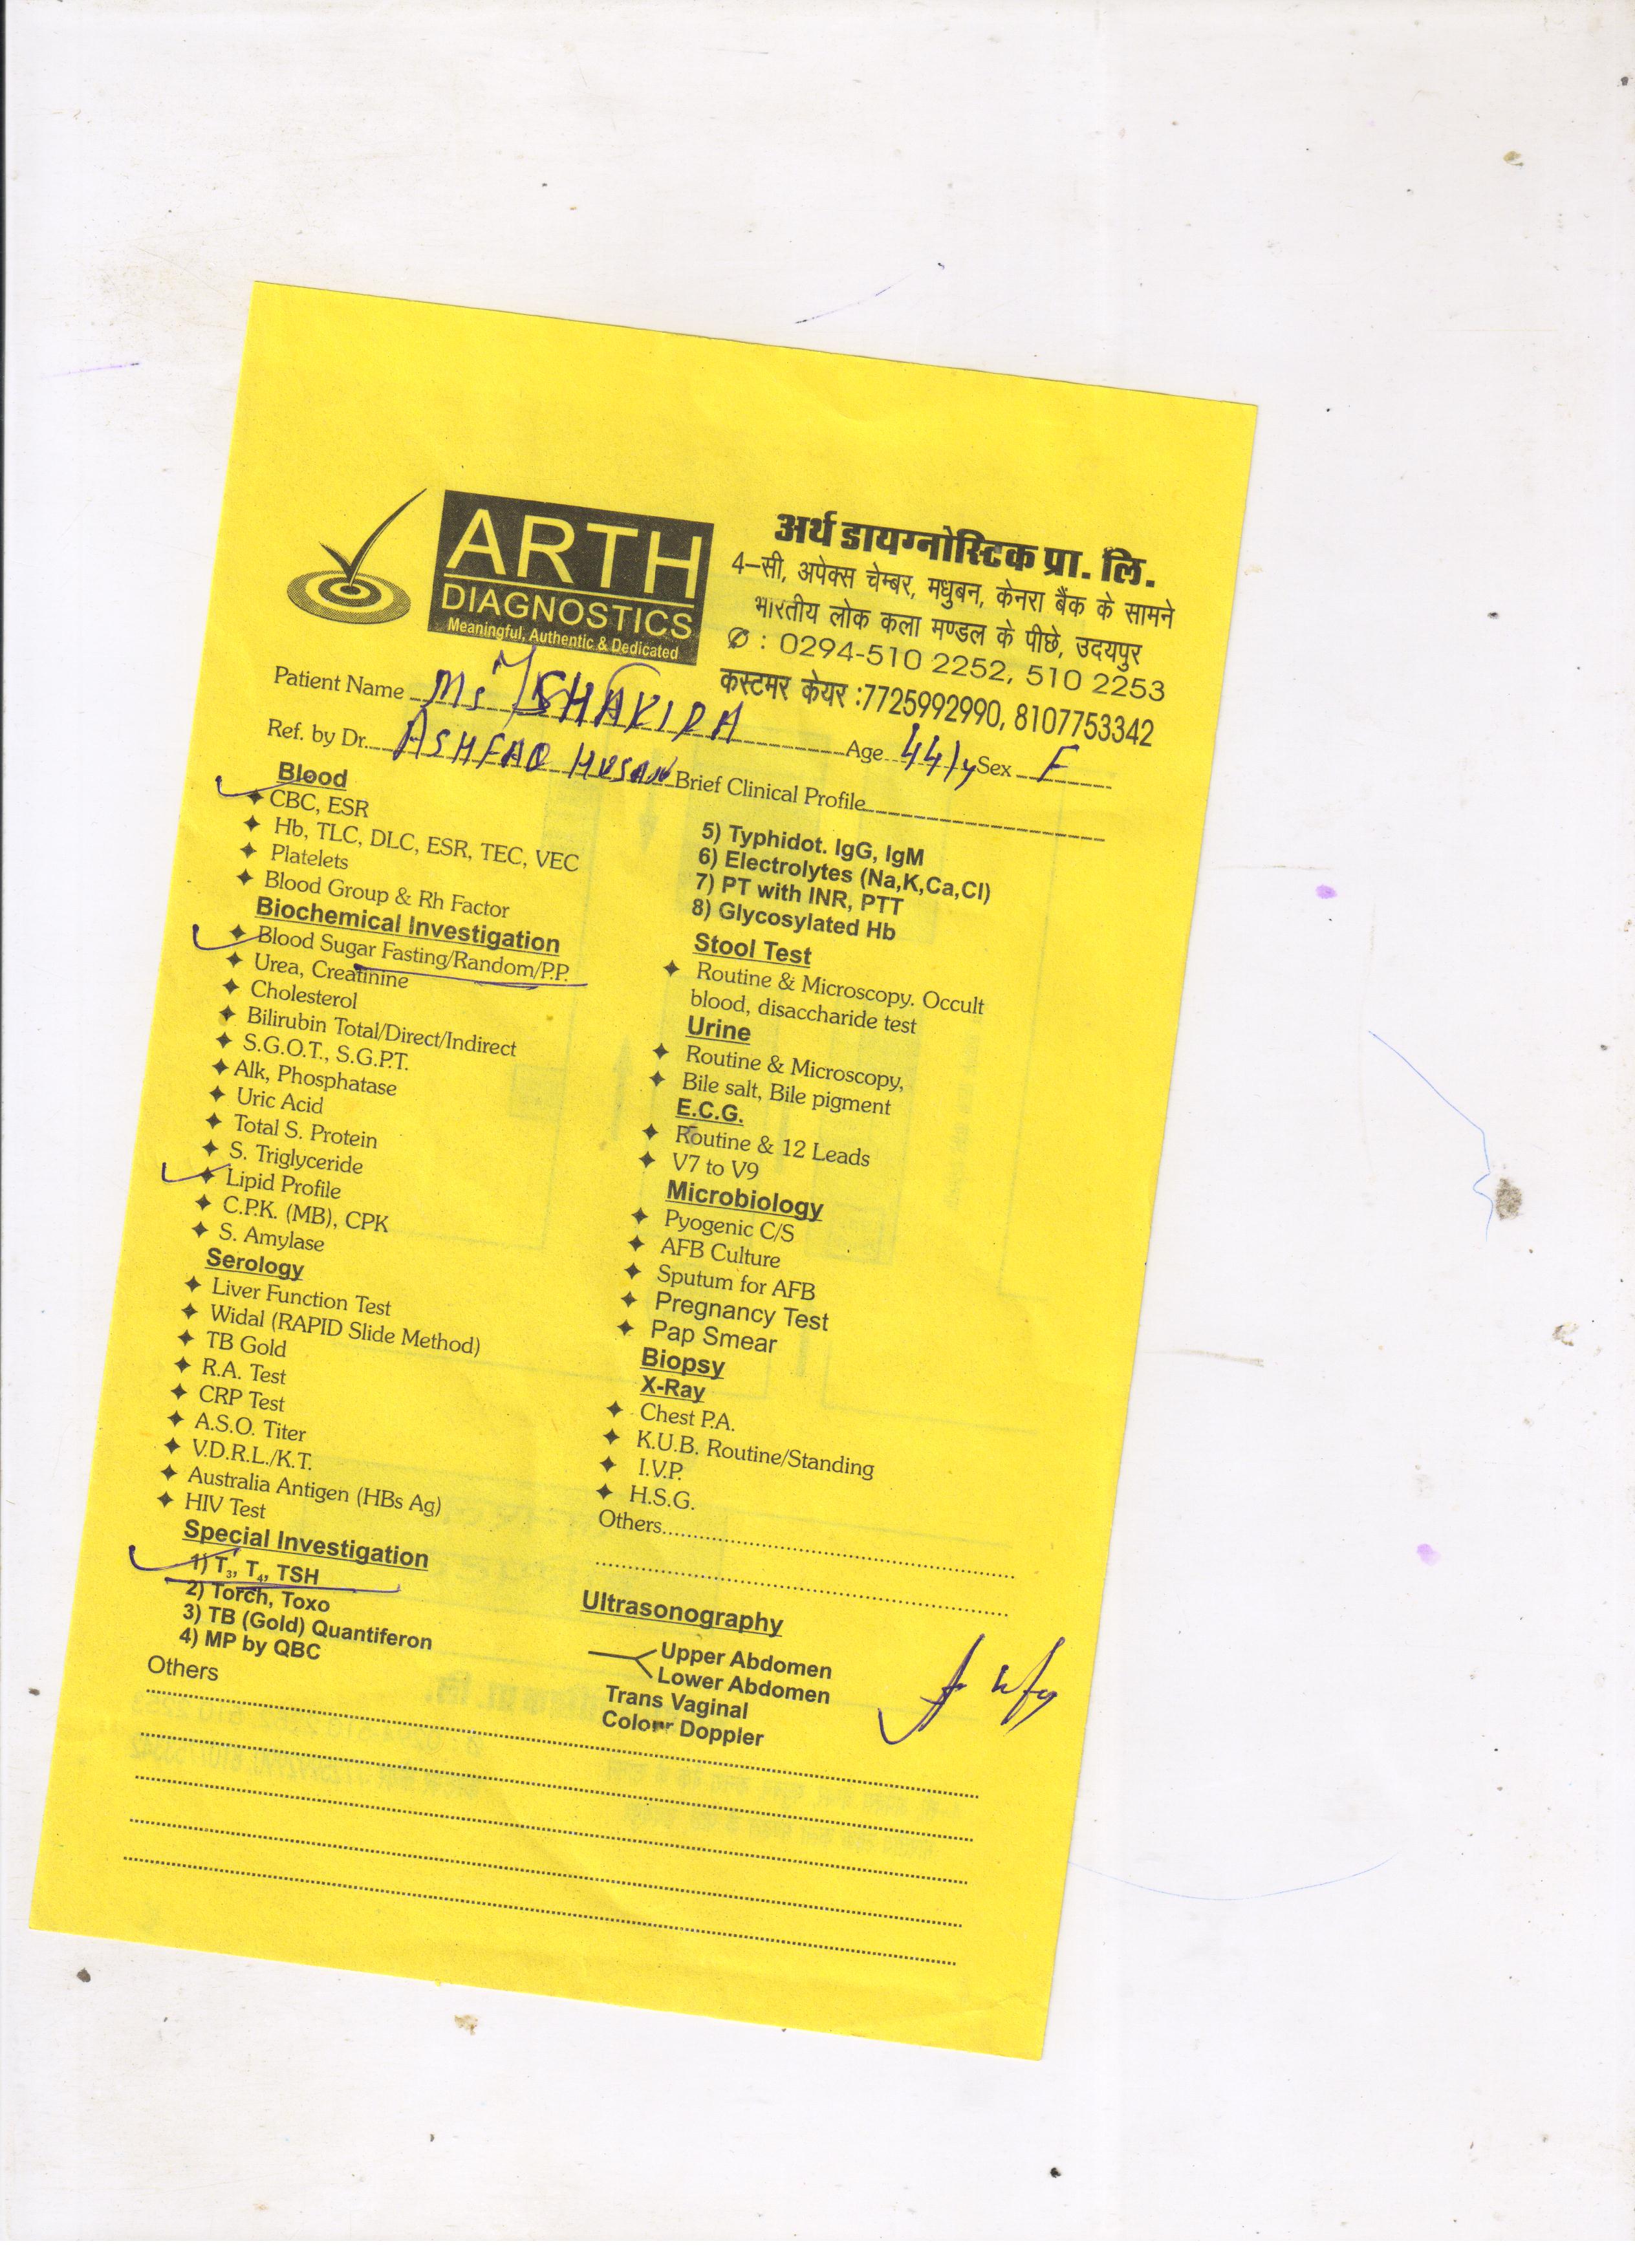 ARTH
DIAGNOSTICS
Meaningful, Authentic & Dedicated
अर्थ डायग्नोस्टिक प्रा. लि.
4–सी, अपेक्स चेम्बर, मधुबन, केनरा बैंक के सामने
भारतीय लोक कला मण्डल के पीछे, उदयपुर
✆ : 0294-510 2252, 510 2253
कस्टमर केयर :7725992990, 8107753342
Patient Name Ms SHAKIRA Age 44/y Sex F
Ref. by Dr. ASHFAQ HUSAN Brief Clinical Profile
Blood
CBC, ESR
Hb, TLC, DLC, ESR, TEC, VEC
Platelets
Blood Group & Rh Factor
Biochemical Investigation
Blood Sugar Fasting/Random/P.P.
Urea, Creatinine
Cholesterol
Bilirubin Total/Direct/Indirect
S.G.O.T., S.G.P.T.
Alk, Phosphatase
Uric Acid
Total S. Protein
S. Triglyceride
Lipid Profile
C.P.K. (MB), CPK
S. Amylase
Serology
Liver Function Test
Widal (RAPID Slide Method)
TB Gold
R.A. Test
CRP Test
A.S.O. Titer
V.D.R.L./K.T.
Australia Antigen (HBs Ag)
HIV Test
Special Investigation
1) T3, T4, TSH
2) Torch, Toxo
3) TB (Gold) Quantiferon
4) MP by QBC
Others
5) Typhidot. IgG, IgM
6) Electrolytes (Na,K,Ca,Cl)
7) PT with INR, PTT
8) Glycosylated Hb
Stool Test
Routine & Microscopy. Occult
blood, disaccharide test
Urine
Routine & Microscopy,
Bile salt, Bile pigment
E.C.G.
Routine & 12 Leads
V7 to V9
Microbiology
Pyogenic C/S
AFB Culture
Sputum for AFB
Pregnancy Test
Pap Smear
Biopsy
X-Ray
Chest P.A.
K.U.B. Routine/Standing
I.V.P.
H.S.G.
Others
Ultrasonography
Upper Abdomen
Lower Abdomen
Trans Vaginal
Colour Doppler